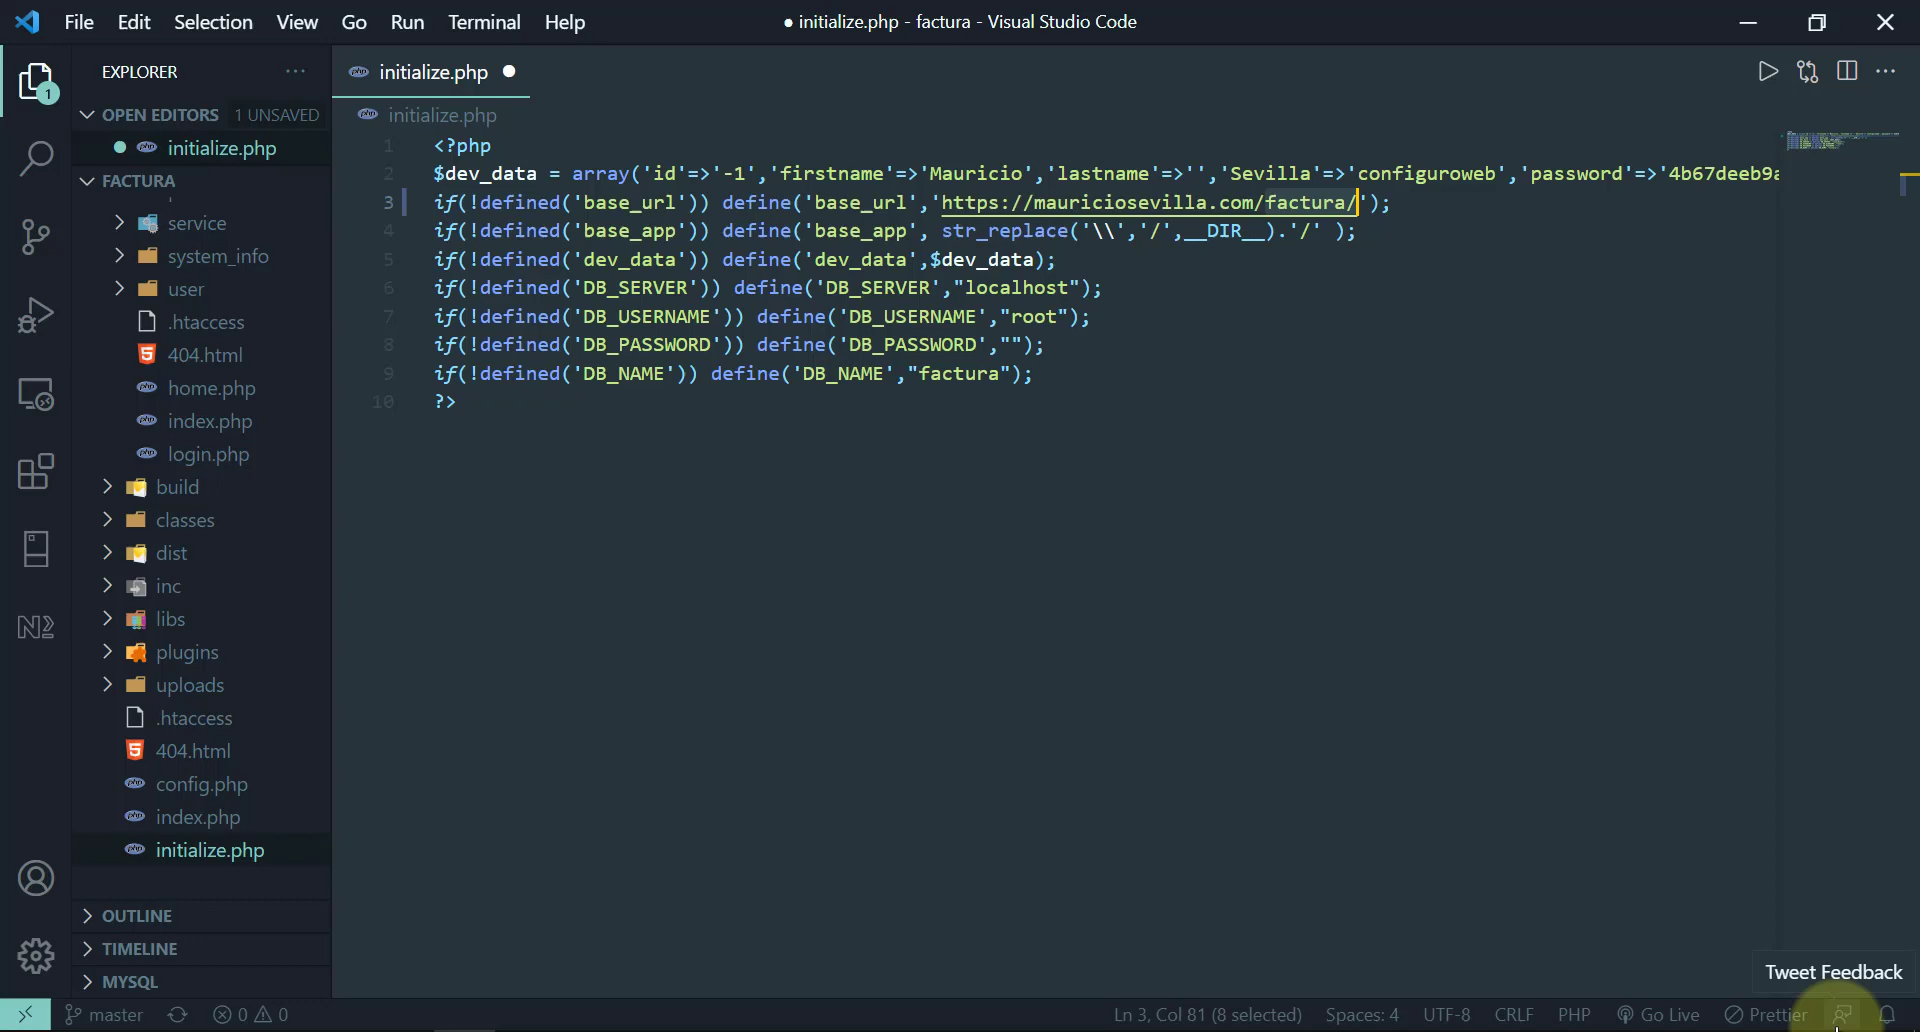 File Edit Selection View Go Run Terminal Help
● initialize.php - factura - Visual Studio Code
EXPLORER
1
OPEN EDITORS 1 UNSAVED
initialize.php
FACTURA
service
system_info
user
.htaccess
404.html
home.php
index.php
login.php
build
classes
dist
inc
libs
plugins
uploads
.htaccess
404.html
config.php
index.php
initialize.php
OUTLINE
TIMELINE
MYSQL
initialize.php
initialize.php
1 <?php
2 $dev_data = array('id'=>'-1','firstname'=>'Mauricio','lastname'=>'','Sevilla'=>'configuroweb','password'=>'4b67deeb9a
3 if(!defined('base_url')) define('base_url','https://mauriciosevilla.com/factura/');
4 if(!defined('base_app')) define('base_app', str_replace('\\','/',__DIR__).'/' );
5 if(!defined('dev_data')) define('dev_data',$dev_data);
6 if(!defined('DB_SERVER')) define('DB_SERVER',"localhost");
7 if(!defined('DB_USERNAME')) define('DB_USERNAME',"root");
8 if(!defined('DB_PASSWORD')) define('DB_PASSWORD',"");
9 if(!defined('DB_NAME')) define('DB_NAME',"factura");
10 ?>
Tweet Feedback
master 0 0
Ln 3, Col 81 (8 selected) Spaces: 4 UTF-8 CRLF PHP Go Live Prettier